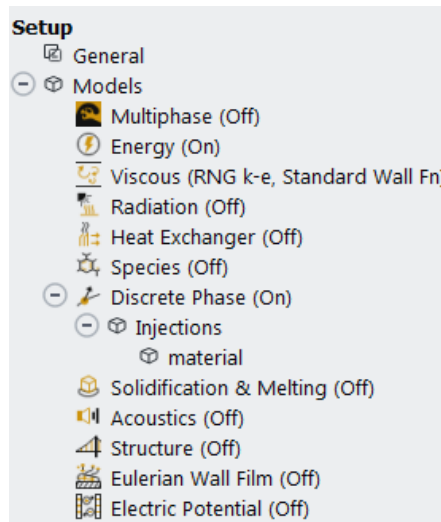 Setup
General
Models
Multiphase (Off)
Energy (On)
Viscous (RNG k-e, Standard Wall Fn)
Radiation (Off)
Heat Exchanger (Off)
Species (Off)
Discrete Phase (On)
Injections
material
Solidification & Melting (Off)
Acoustics (Off)
Structure (Off)
Eulerian Wall Film (Off)
Electric Potential (Off)